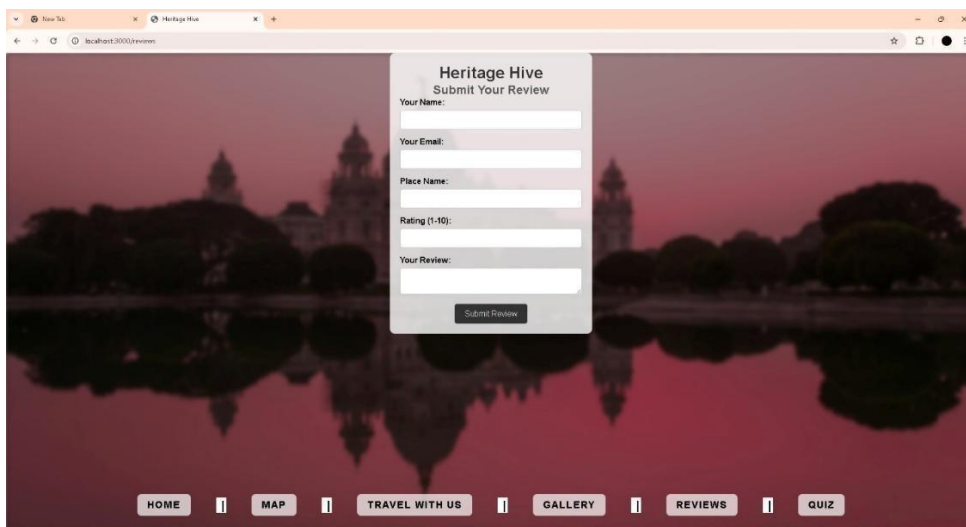 New Tab
Heritage Hive
localhost:3000/reviews
Heritage Hive
Submit Your Review
Your Name:
Your Email:
Place Name:
Rating (1-10):
Your Review:
Submit Review
HOME | MAP | TRAVEL WITH US | GALLERY | REVIEWS | QUIZ